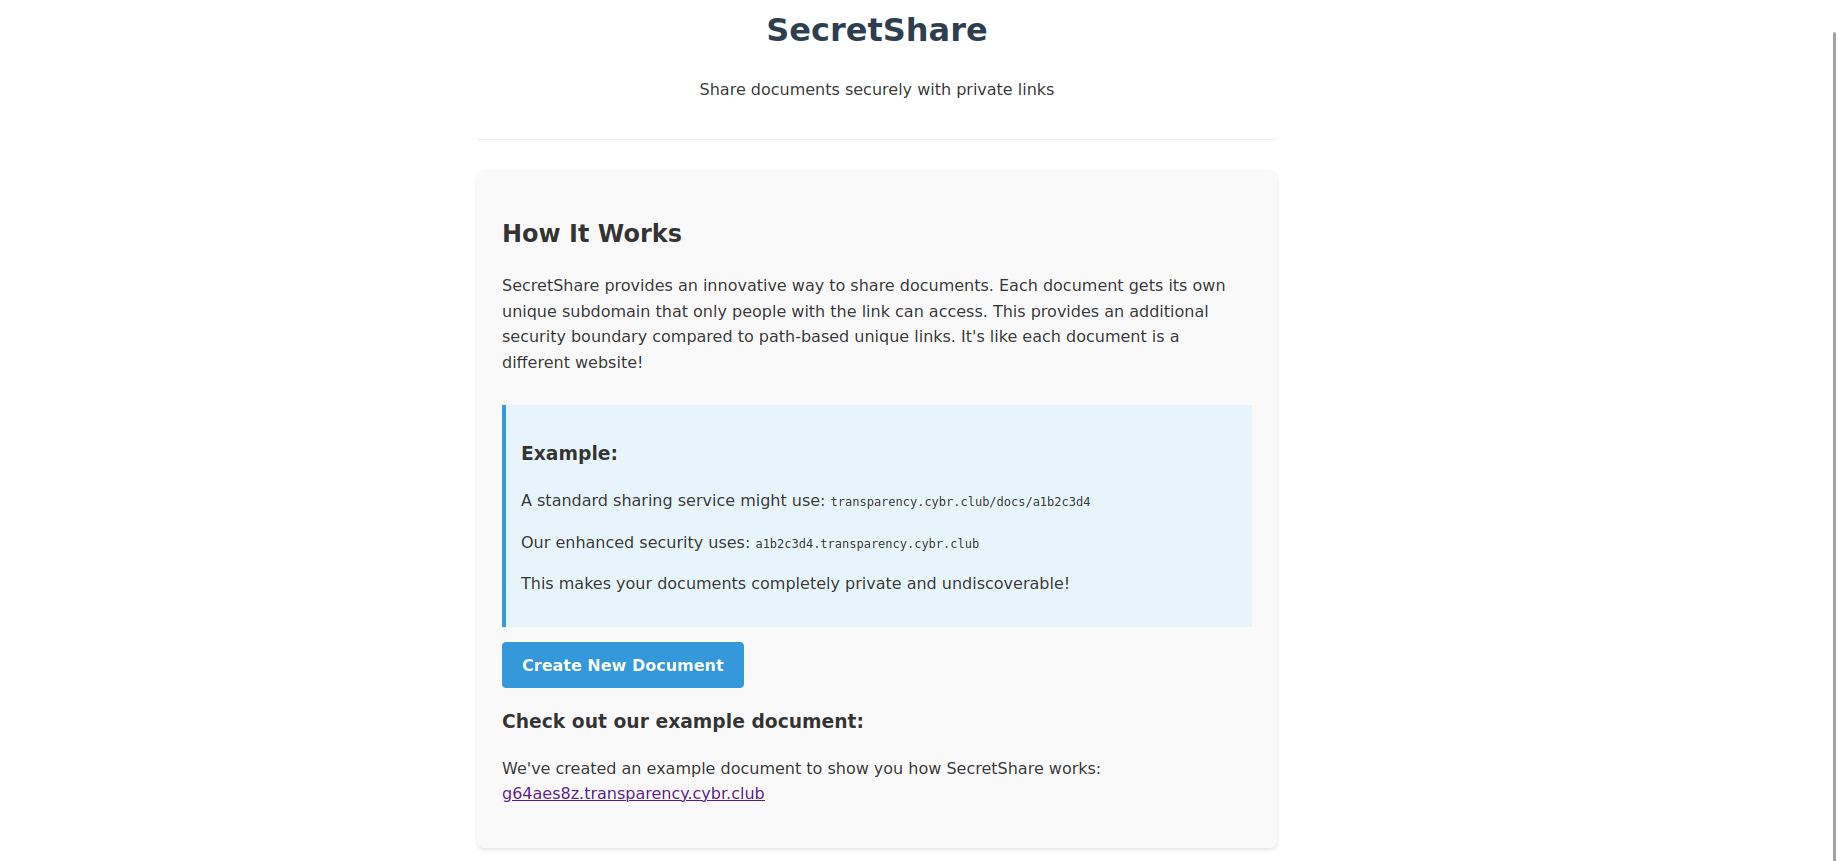 SecretShare
Share documents securely with private links
How It Works
SecretShare provides an innovative way to share documents. Each document gets its own
unique subdomain that only people with the link can access. This provides an additional
security boundary compared to path-based unique links. It's like each document is a
different website!
Example:
A standard sharing service might use: transparency.cybr.club/docs/a1b2c3d4
Our enhanced security uses: a1b2c3d4.transparency.cybr.club
This makes your documents completely private and undiscoverable!
Create New Document
Check out our example document:
We've created an example document to show you how SecretShare works:
g64aes8z.transparency.cybr.club